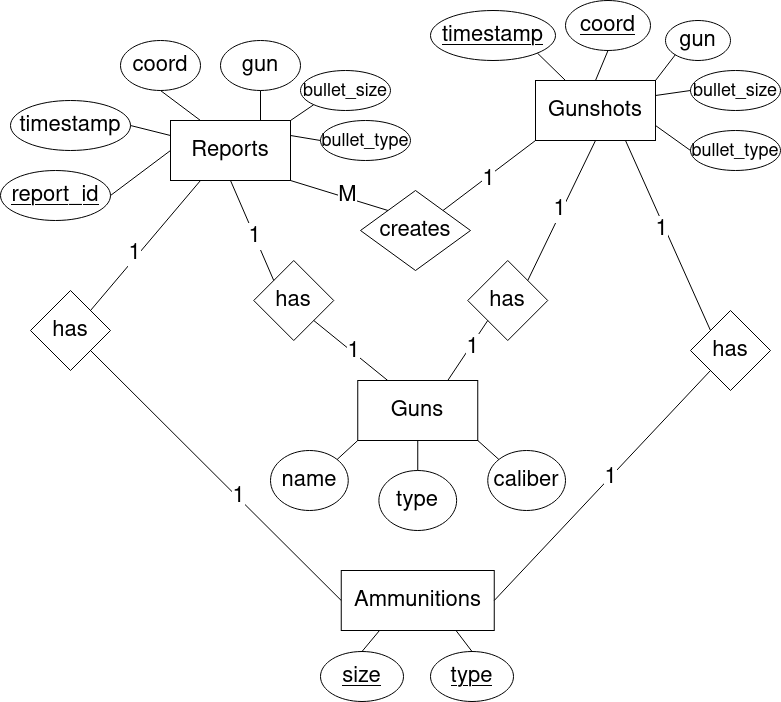 timestamp
coord
gun
coord
gun
bullet_size
bullet_size
Gunshots
timestamp
bullet_type
Reports
bullet_type
report_id
M
1
creates
1
1
1
1
has
has
has
has
1
1
Guns
name
type
caliber
1
1
Ammunitions
size
type